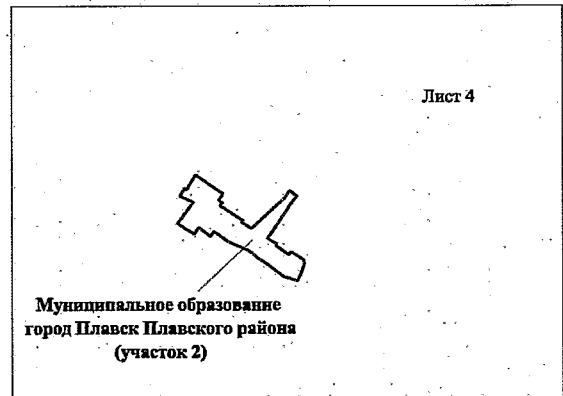 Лист 4
Муниципальное образование
город Плавск Плавского района
(участок 2)